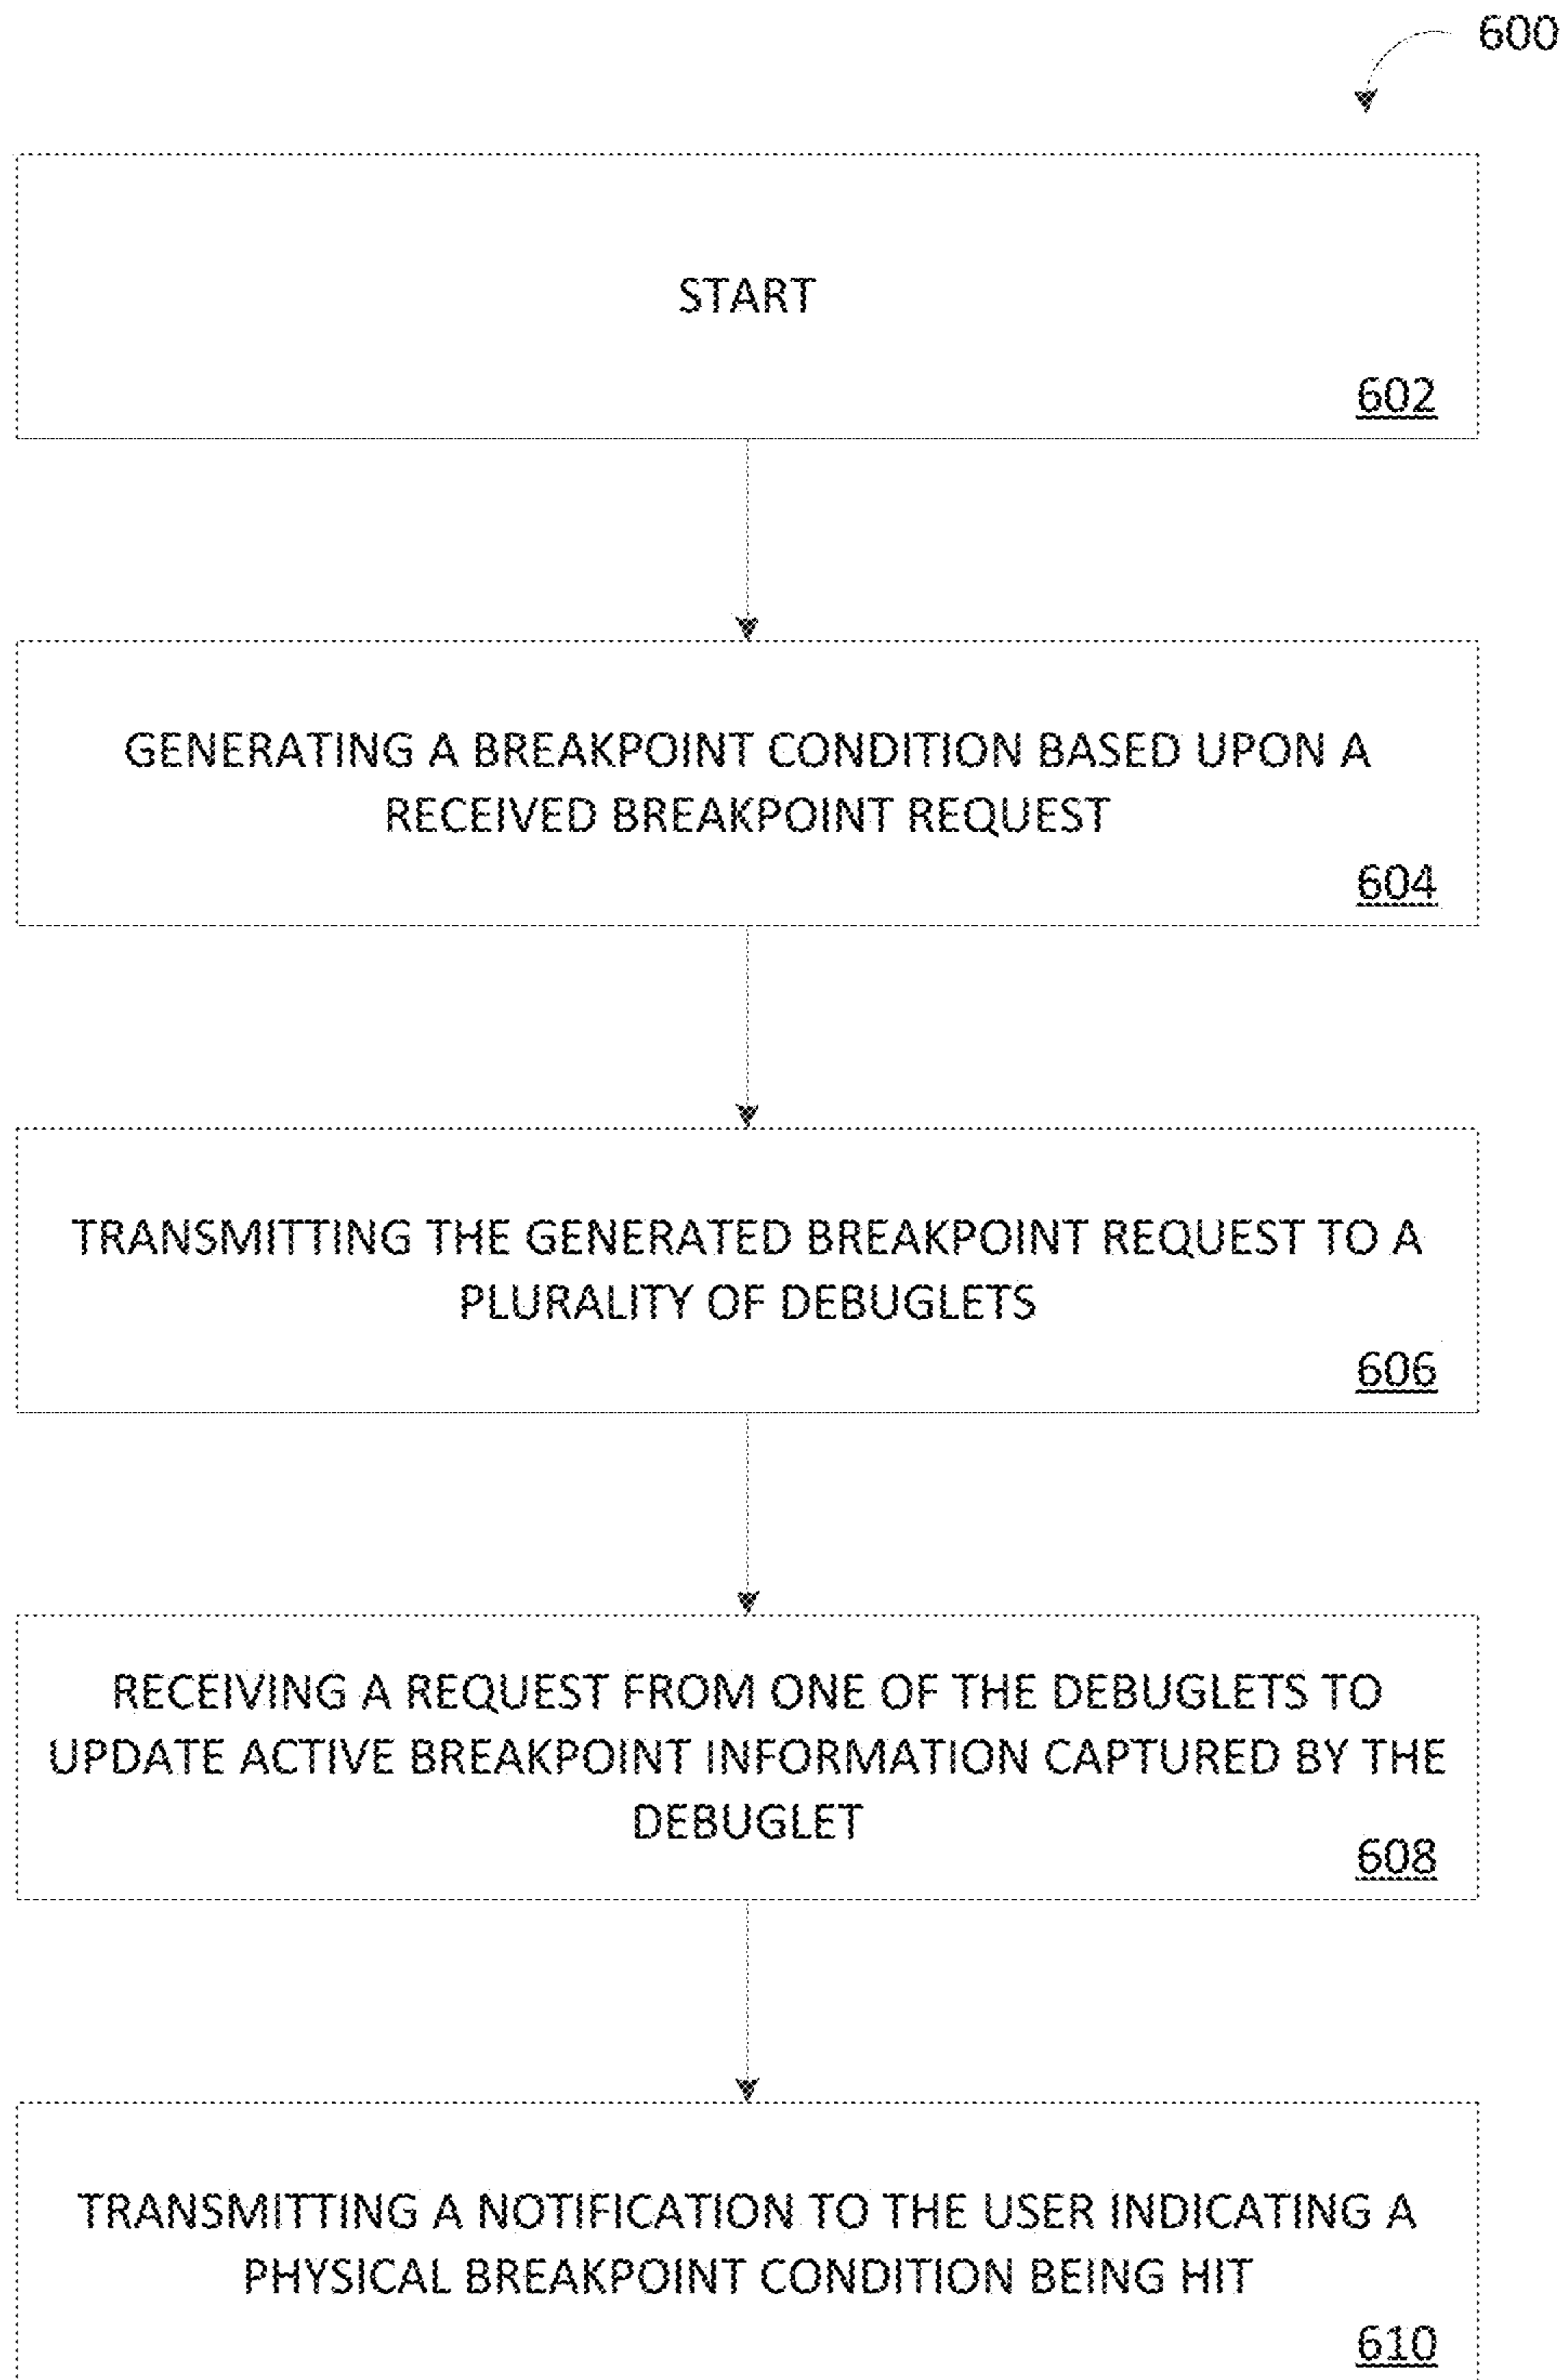 600
START
602
GENERATING A BREAKPOINT CONDITION BASED UPON A
RECEIVED BREAKPOINT REQUEST
604
TRANSMITTING THE GENERATED BREAKPOINT REQUEST TO A
PLURALITY OF DEBUGLETS
606
RECEIVING A REQUEST FROM ONE OF THE DEBUGLETS TO
UPDATE ACTIVE BREAKPOINT INFORMATION CAPTURED BY THE
DEBUGLET
608
TRANSMITTING A NOTIFICATION TO THE USER INDICATING A
PHYSICAL BREAKPOINT CONDITION BEING HIT
610